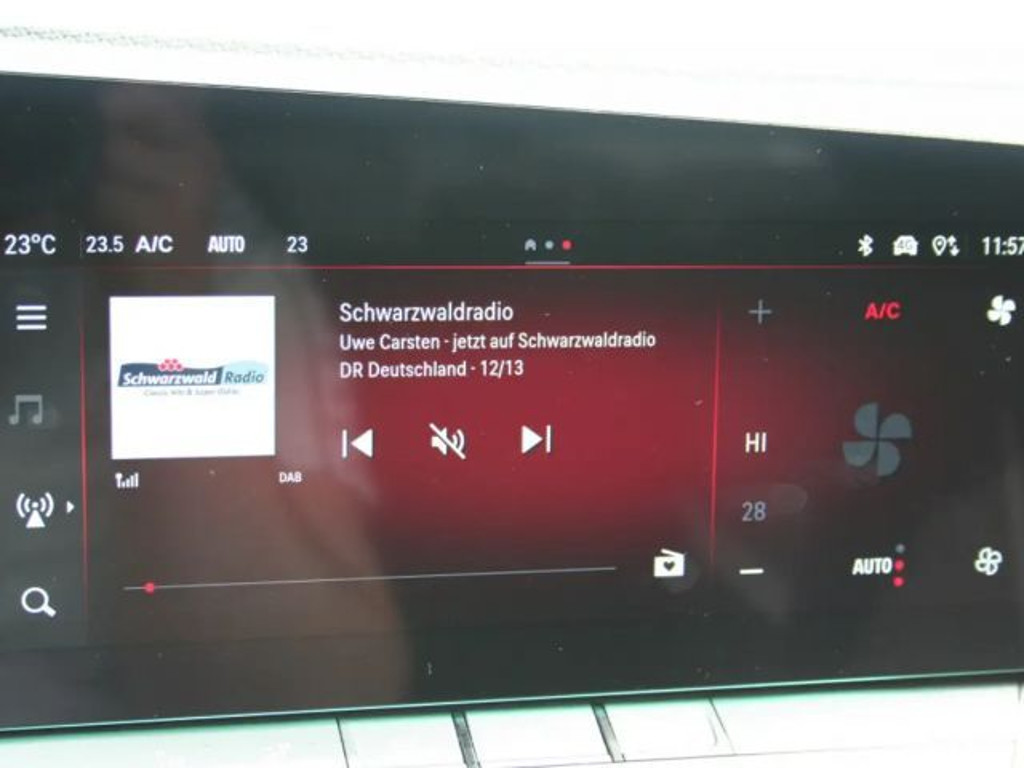 23°C 23.5 A/C AUTO 23 4G 11:57
Schwarzwaldradio A/C
Uwe Carsten - jetzt auf Schwarzwaldradio
DR Deutschland - 12/13
Schwarzwald Radio
HI
DAB
28
AUTO